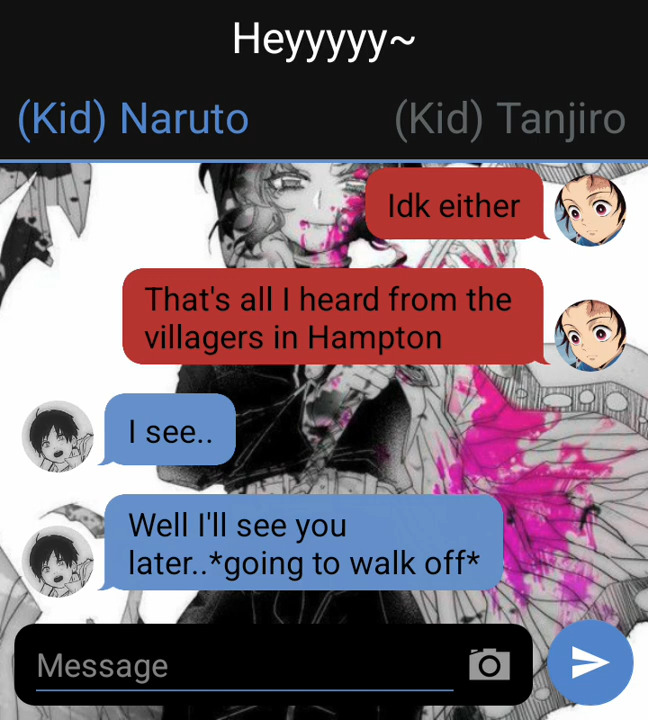 Heyyyyy~
(Kid) Naruto
(Kid) Tanjiro
Idk either
That's all I heard from the
villagers in Hampton
I see..
Well I'll see you
later..*going to walk off*
Message